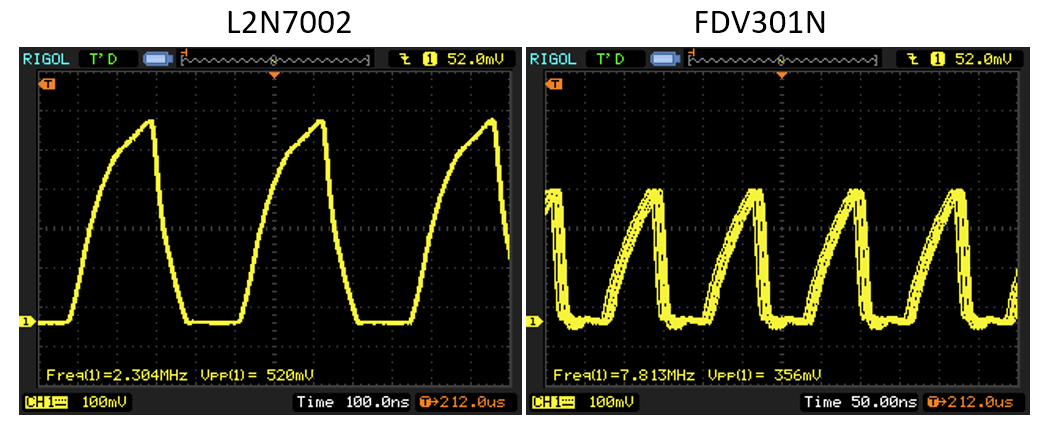 L2N7002
FDV301N
RIGOL T'D T 1 52.0mV
T
1
Freq(1)=2.304MHz Vpp(1)= 520mV
CH1 100mV Time 100.0ns T→212.0us
RIGOL T'D T 1 52.0mV
T
1
Freq(1)=7.813MHz Vpp(1)= 356mV
CH1 100mV Time 50.00ns T→212.0us